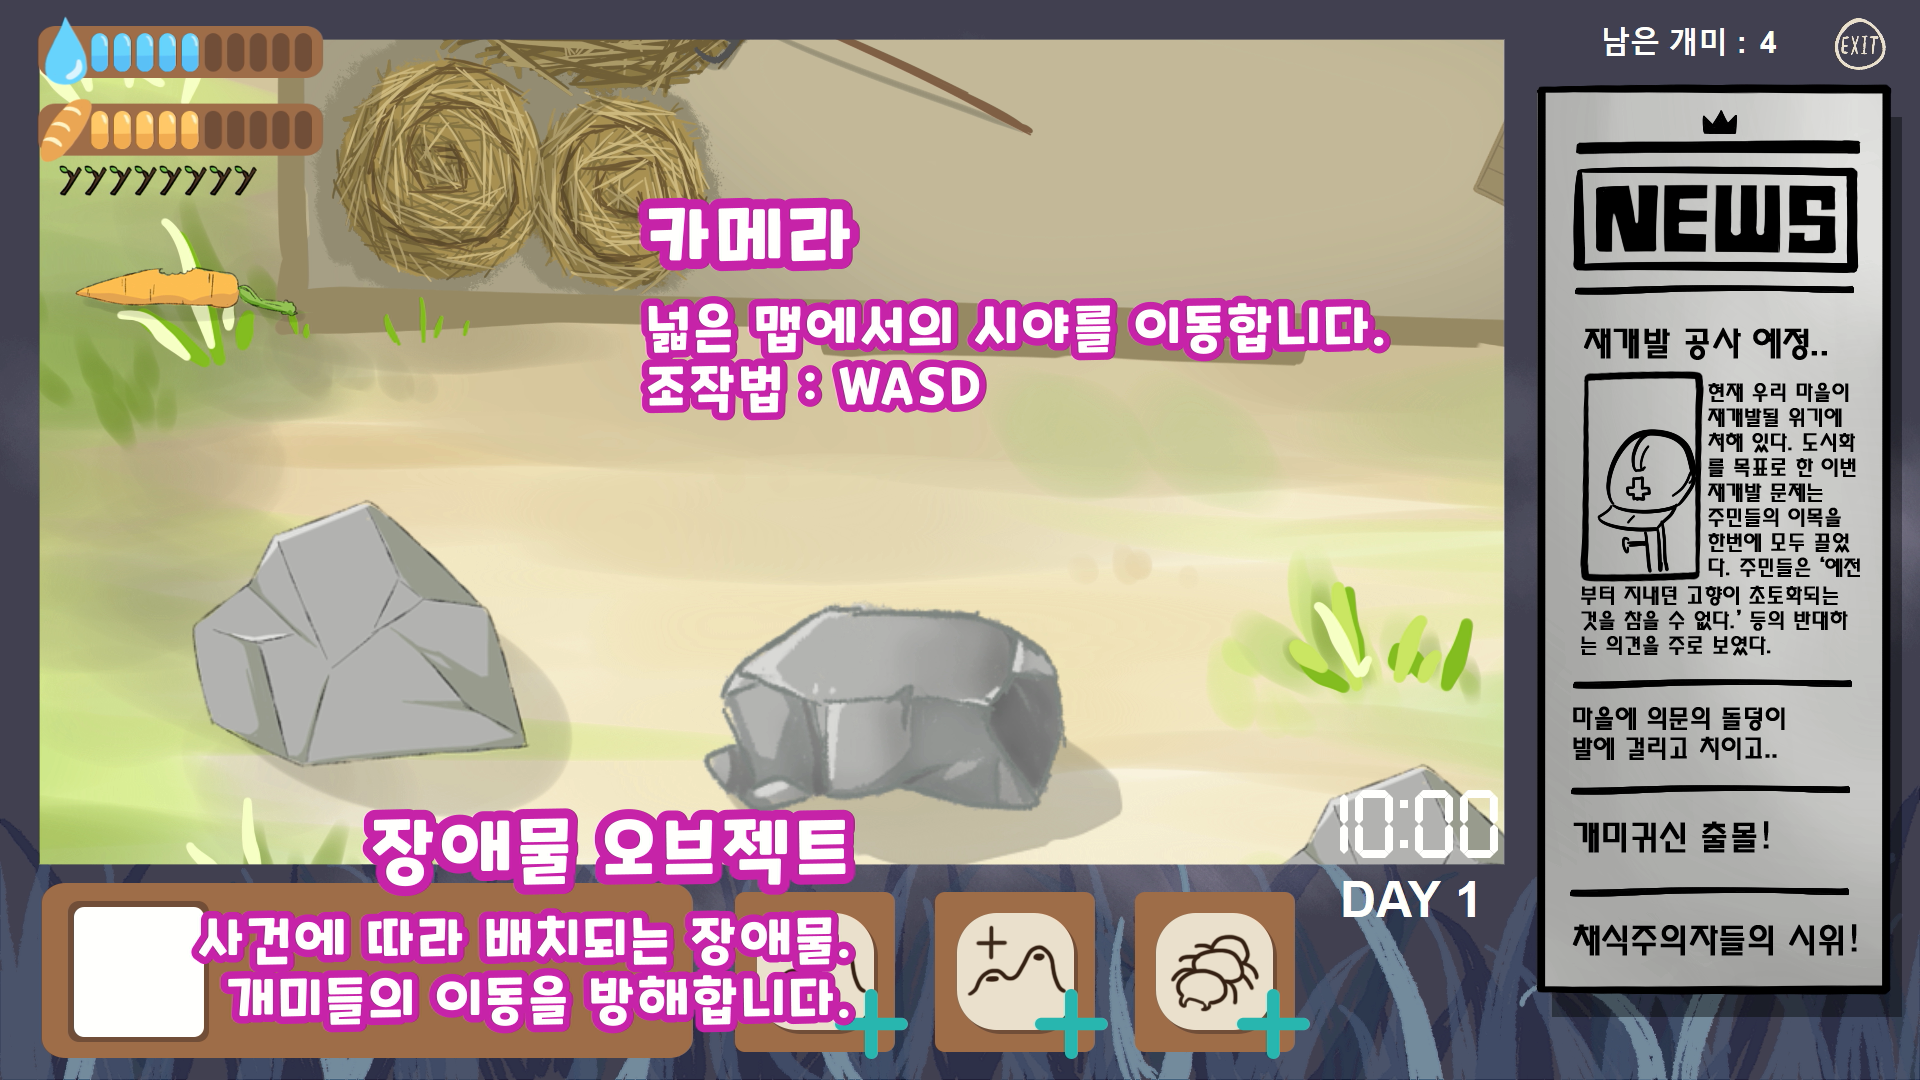 남은 개미 : 4
EXIT
카메라
넓은 맵에서의 시야를 이동합니다.
조작법 : WASD
장애물 오브젝트
사건에 따라 배치되는 장애물.
개미들의 이동을 방해합니다.
10:00
DAY 1
NEWS
재개발 공사 예정..
현재 우리 마을이
재개발될 위기에
처해 있다. 도시화
를 목표로 한 이번
재개발 문제는
주민들의 이목을
한번에 모두 끌었
다. 주민들은 ‘예전
부터 지내던 고향이 초토화되는
것을 참을 수 없다.’ 등의 반대하
는 의견을 주로 보였다.
마을에 의문의 돌덩이
발에 걸리고 치이고..
개미귀신 출몰!
채식주의자들의 시위!